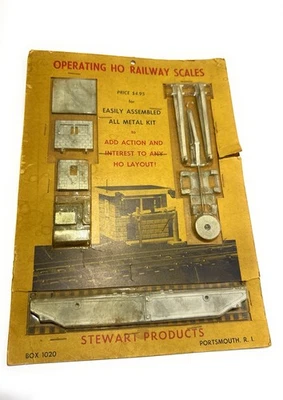 OPERATING HO RAILWAY SCALES
PRICE $4.95
for
EASILY ASSEMBLED
ALL METAL KIT
to
ADD ACTION AND
INTEREST TO ANY
HO LAYOUT!
STEWART PRODUCTS
BOX 1020
PORTSMOUTH, R. I.